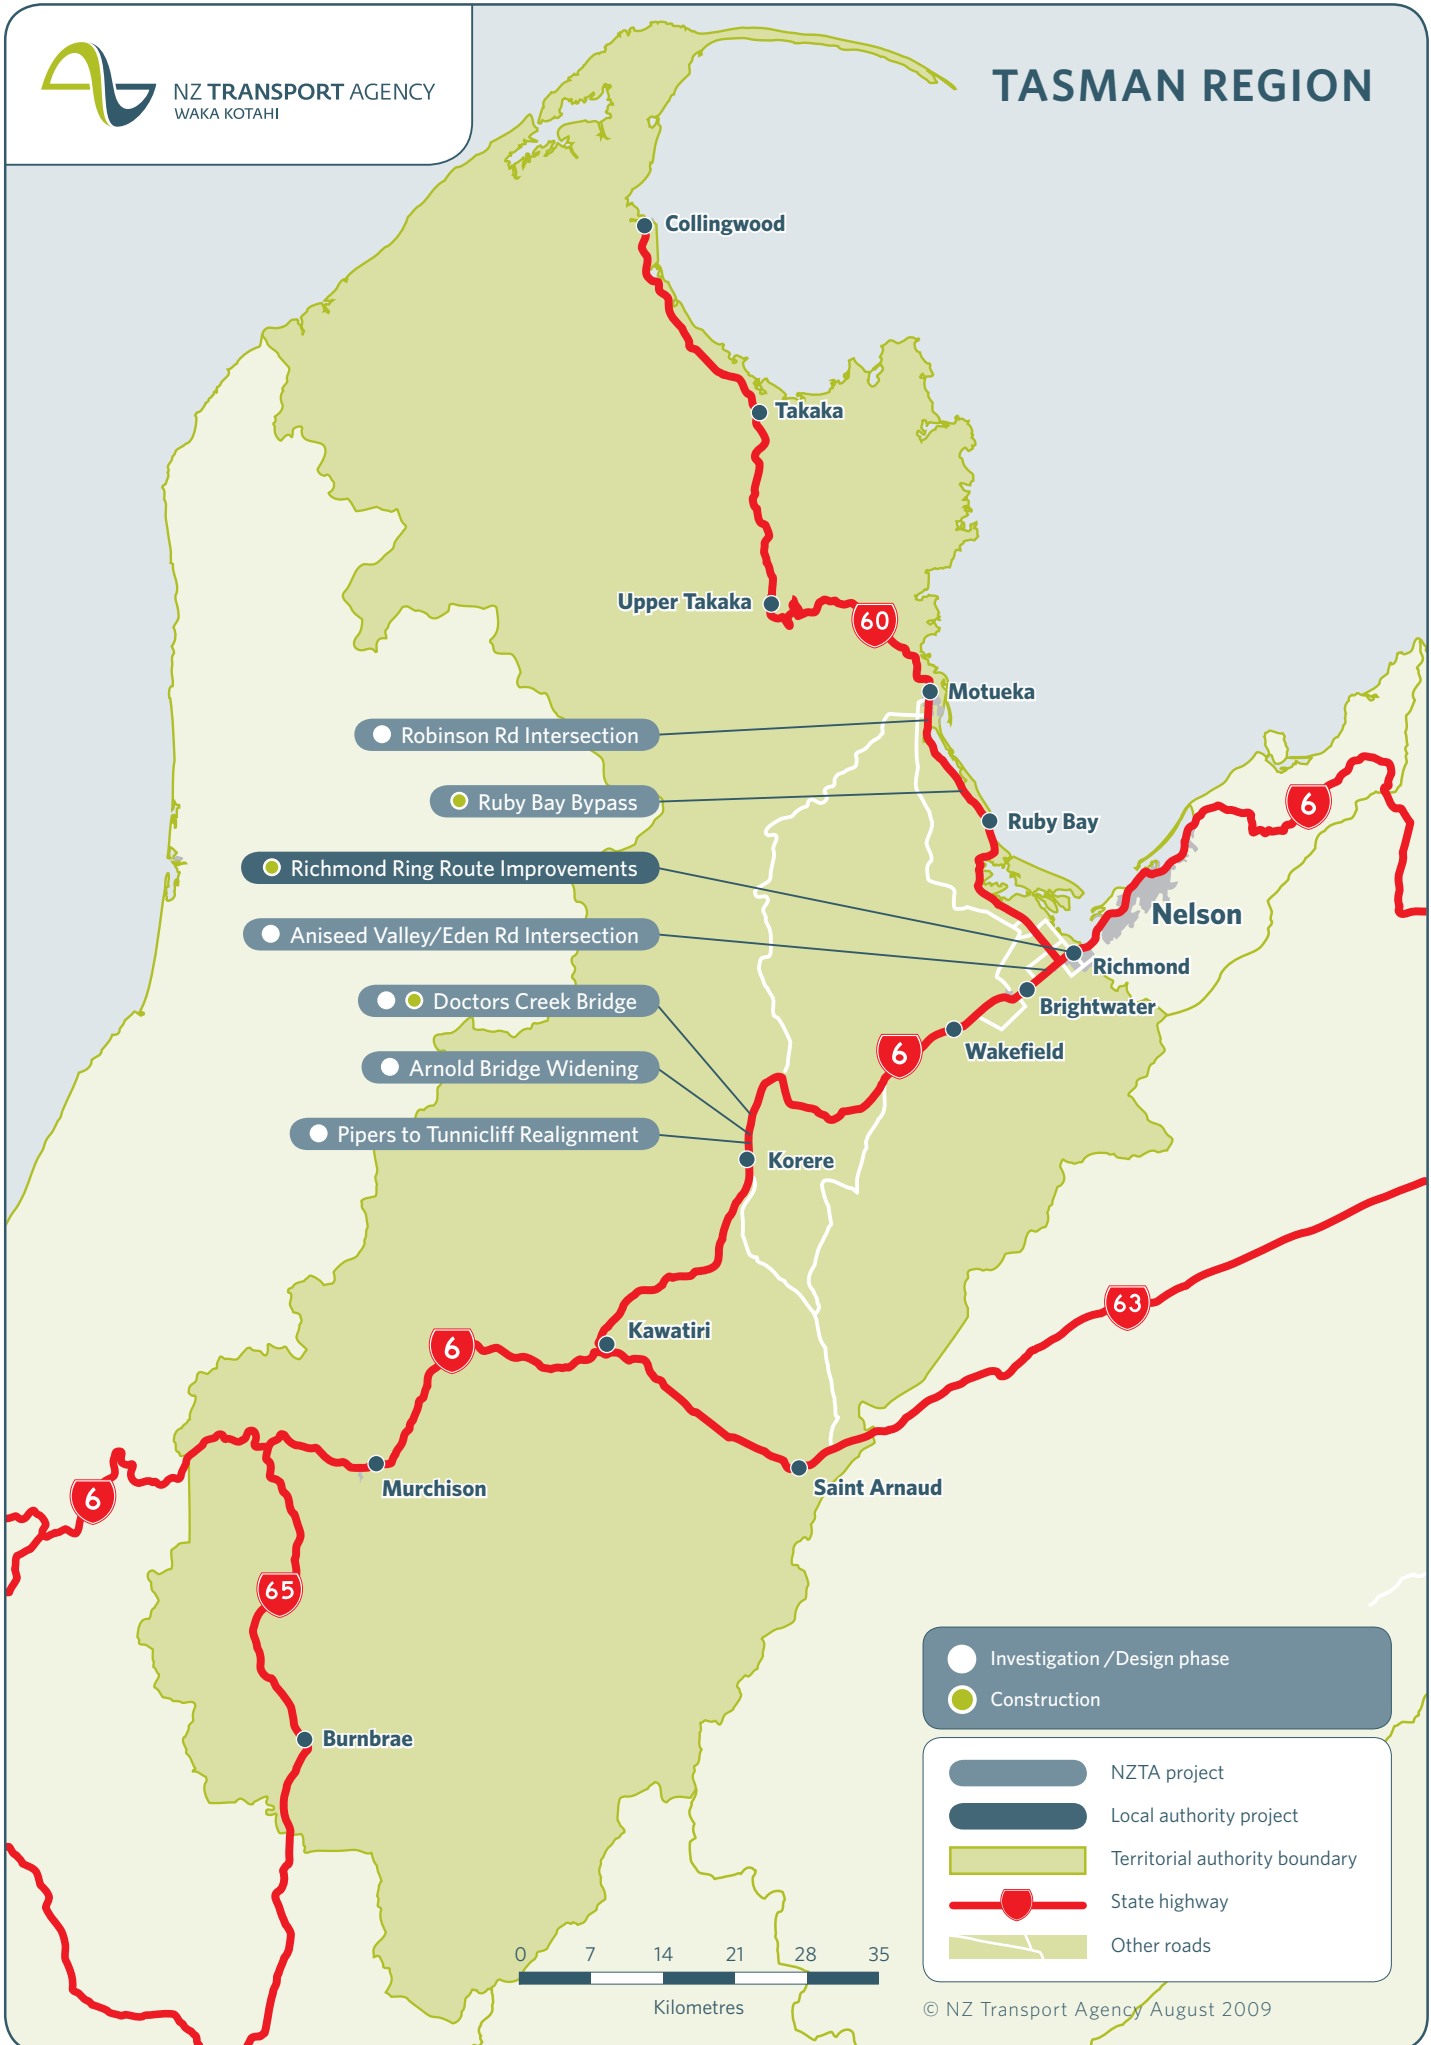 NZ TRANSPORT AGENCY
WAKA KOTAHI
TASMAN REGION
Collingwood
Takaka
Upper Takaka
60
Motueka
Robinson Rd Intersection
Ruby Bay Bypass
6
Ruby Bay
Richmond Ring Route Improvements
Nelson
Aniseed Valley/Eden Rd Intersection
Richmond
Doctors Creek Bridge
Brightwater
6
Wakefield
Arnold Bridge Widening
Pipers to Tunnicliff Realignment
Korere
63
Kawatiri
6
Murchison
Saint Arnaud
6
65
Burnbrae
Investigation /Design phase
Construction
NZTA project
Local authority project
Territorial authority boundary
State highway
Other roads
0 7 14 21 28 35
Kilometres
© NZ Transport Agency August 2009